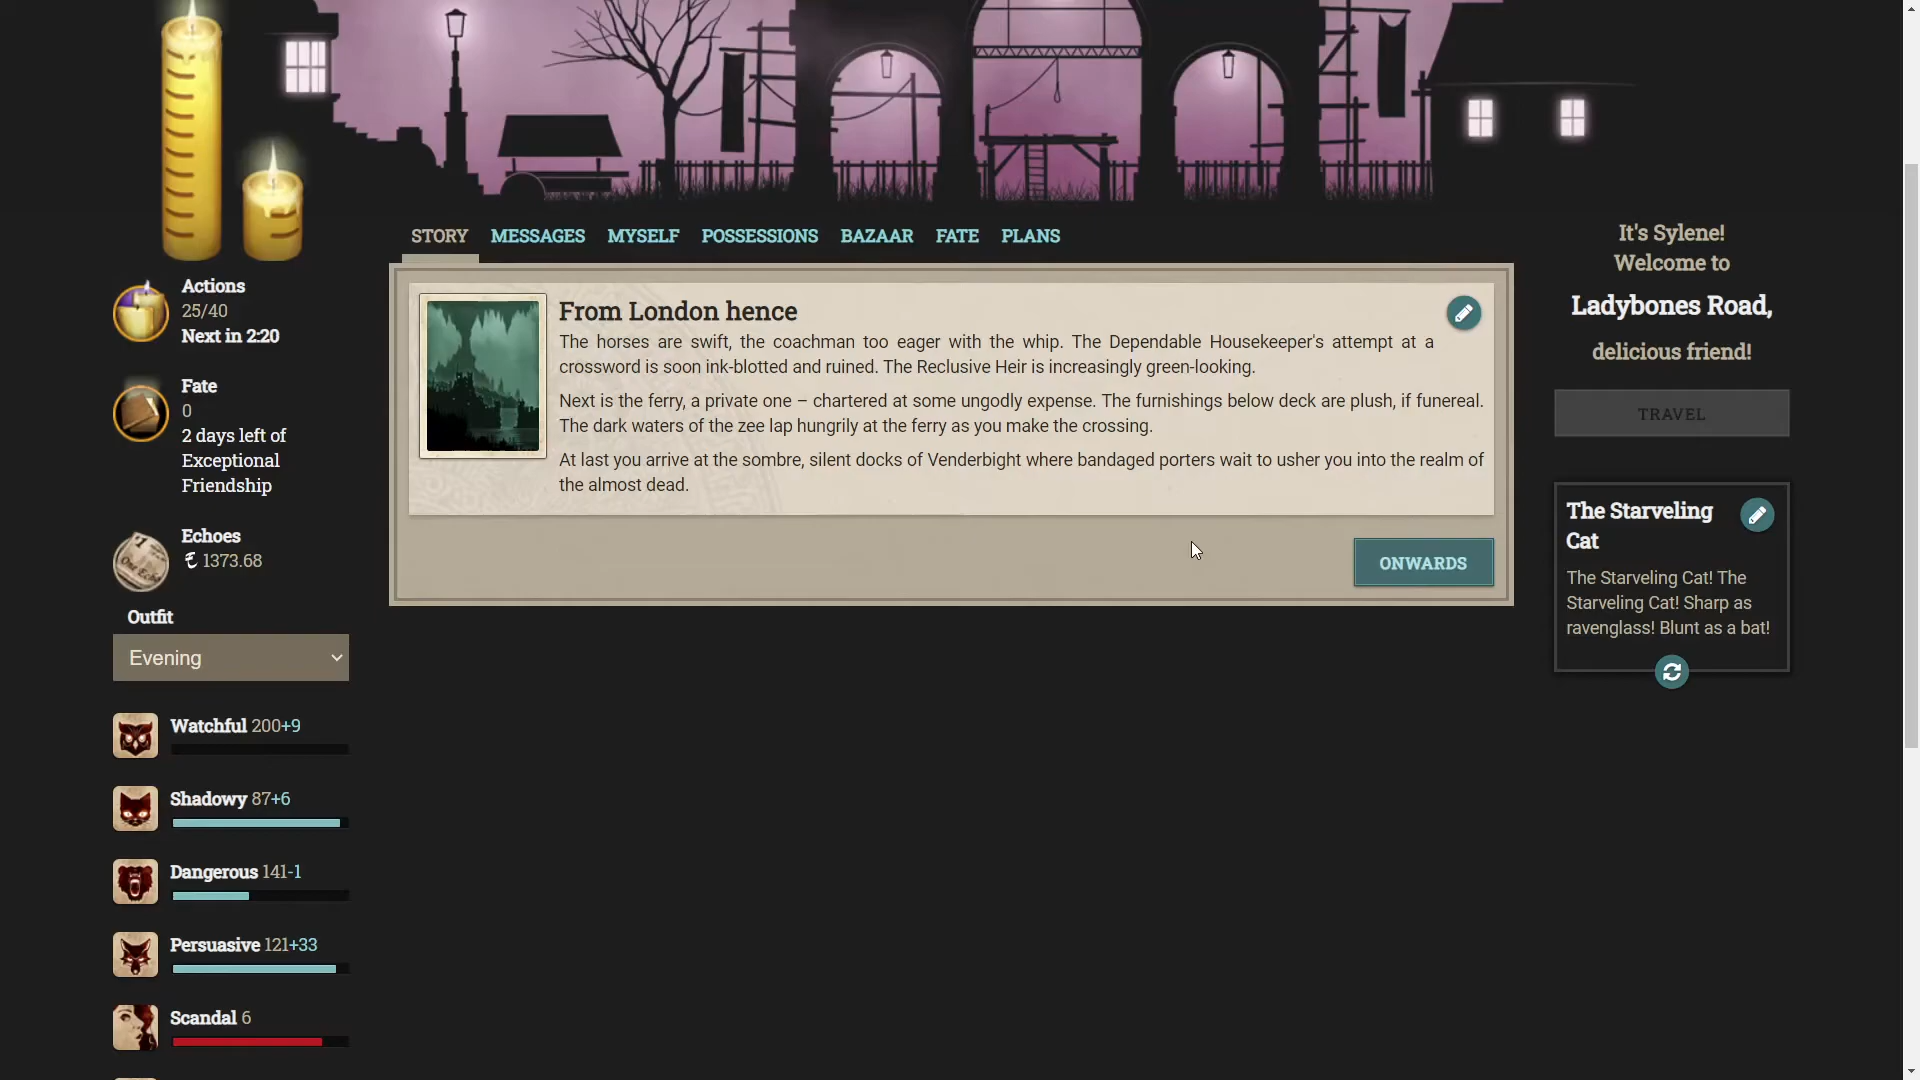 STORY
MESSAGES
MYSELF
POSSESSIONS
BAZAAR
FATE
PLANS
Actions
25/40
Next in 2:20
Fate
0
2 days left of
Exceptional
Friendship
Echoes
1373.68
Outfit
Evening
Watchful 200+9
Shadowy 87+6
Dangerous 141-1
Persuasive 121+33
Scandal 6
From London hence
The horses are swift, the coachman too eager with the whip. The Dependable Housekeeper's attempt at a
crossword is soon ink-blotted and ruined. The Reclusive Heir is increasingly green-looking.
Next is the ferry, a private one – chartered at some ungodly expense. The furnishings below deck are plush, if funereal.
The dark waters of the zee lap hungrily at the ferry as you make the crossing.
At last you arrive at the sombre, silent docks of Venderbight where bandaged porters wait to usher you into the realm of
the almost dead.
ONWARDS
It's Sylene!
Welcome to
Ladybones Road,
delicious friend!
TRAVEL
The Starveling
Cat
The Starveling Cat! The
Starveling Cat! Sharp as
ravenglass! Blunt as a bat!